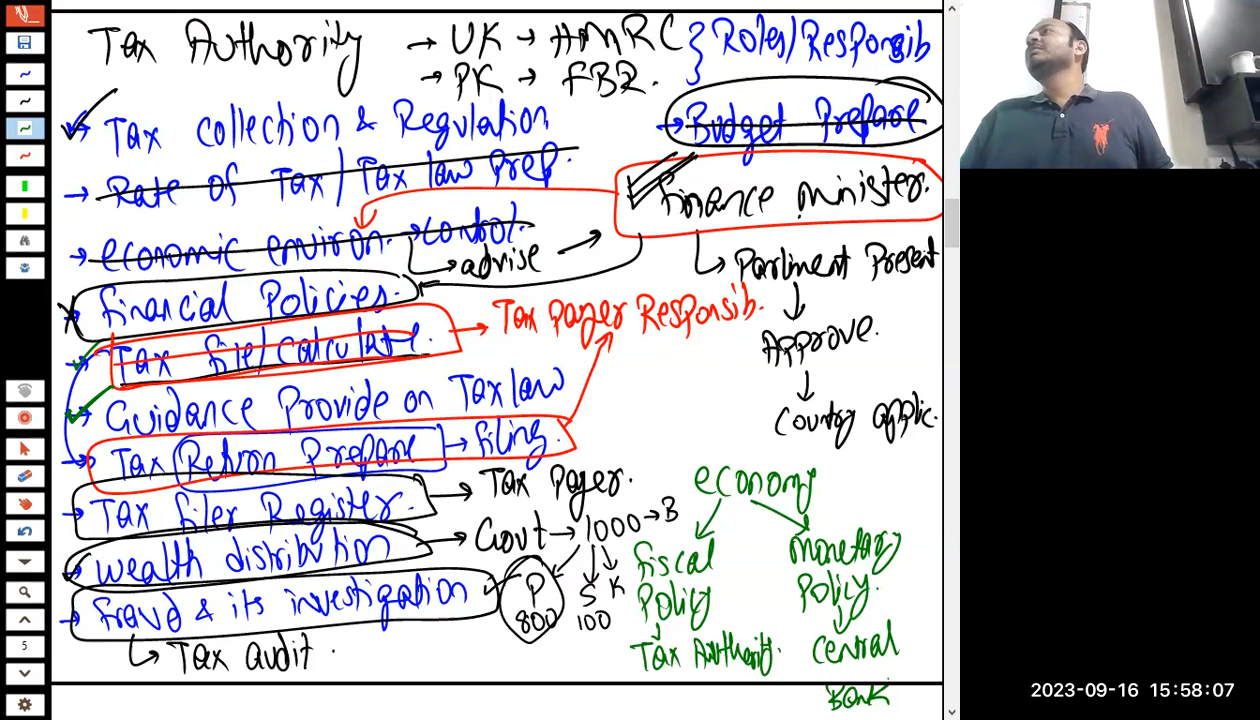 Tax Authority → UK → HMRC } Roles/Responsib
→ PK → FBR.
→ Tax collection & Regulation
→ Budget Prepare
→ Rate of Tax / Tax law prep.
Finance minister.
→ economic environ. → control.
→ advise →
→ Parliment Present
Financial Policies.
→ Tax file/calculate. → Tax payer Responsib.
Approve.
→ Guidance Provide on Tax law
Country applic.
→ Tax Return Prepare → filing.
→ Tax filer Register. → Tax Payer.
economy
→ wealth distribution → Govt → 1000 → B
Fiscal Policy
Monetary Policy.
P S K
800 100
→ fraud & its investigation
Tax audit.
Tax Authority.
Central Bank
5
2023-09-16 15:58:07